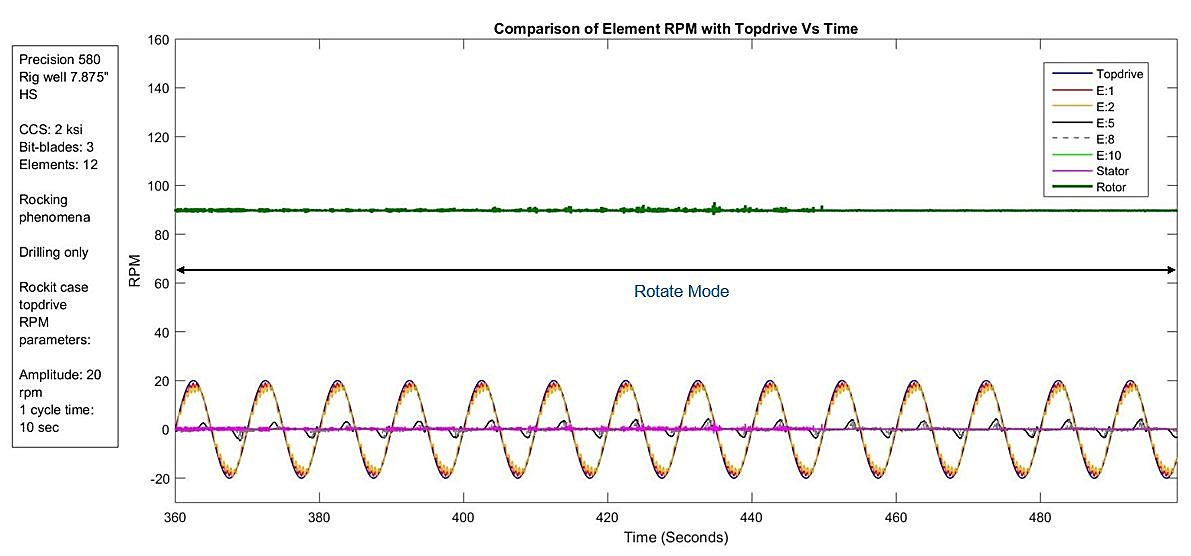 Comparison of Element RPM with Topdrive Vs Time
Precision 580
Rig well 7.875"
HS
CCS: 2 ksi
Bit-blades: 3
Elements: 12
Rocking
phenomena
Drilling only
Rockit case
topdrive
RPM
parameters:
Amplitude: 20
rpm
1 cycle time:
10 sec
RPM
160
140
120
100
80
60
40
20
0
-20
Topdrive
E:1
E:2
E:5
E:8
E:10
Stator
Rotor
Rotate Mode
360
380
400
420
440
460
480
Time (Seconds)